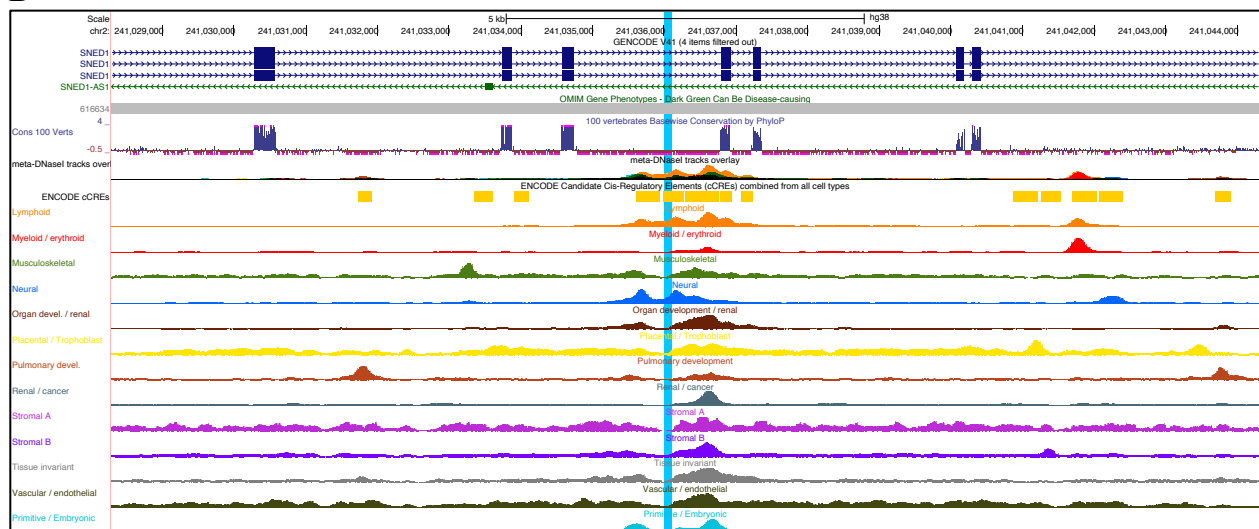 Scale 5 kb hg38
chr2: 241,029,000 241,030,000 241,031,000 241,032,000 241,033,000 241,034,000 241,035,000 241,036,000 241,037,000 241,038,000 241,039,000 241,040,000 241,041,000 241,042,000 241,043,000 241,044,000
GENCODE V41 (4 items filtered out)
SNED1
SNED1
SNED1
SNED1-AS1
OMIM Gene Phenotypes - Dark Green Can Be Disease-causing
616634
4 100 vertebrates Basewise Conservation by PhyloP
Cons 100 Verts
-0.5
meta-DNaseI tracks overl meta-DNaseI tracks overlay
ENCODE Candidate Cis-Regulatory Elements (cCREs) combined from all cell types
ENCODE cCREs
Lymphoid Lymphoid
Myeloid / erythroid Myeloid / erythroid
Musculoskeletal Musculoskeletal
Neural Neural
Organ devel. / renal Organ development / renal
Placental / Trophoblast Placental / Trophoblast
Pulmonary devel. Pulmonary development
Renal / cancer Renal / cancer
Stromal A Stromal A
Stromal B Stromal B
Tissue invariant Tissue invariant
Vascular / endothelial Vascular / endothelial
Primitive / Embryonic Primitive / Embryonic